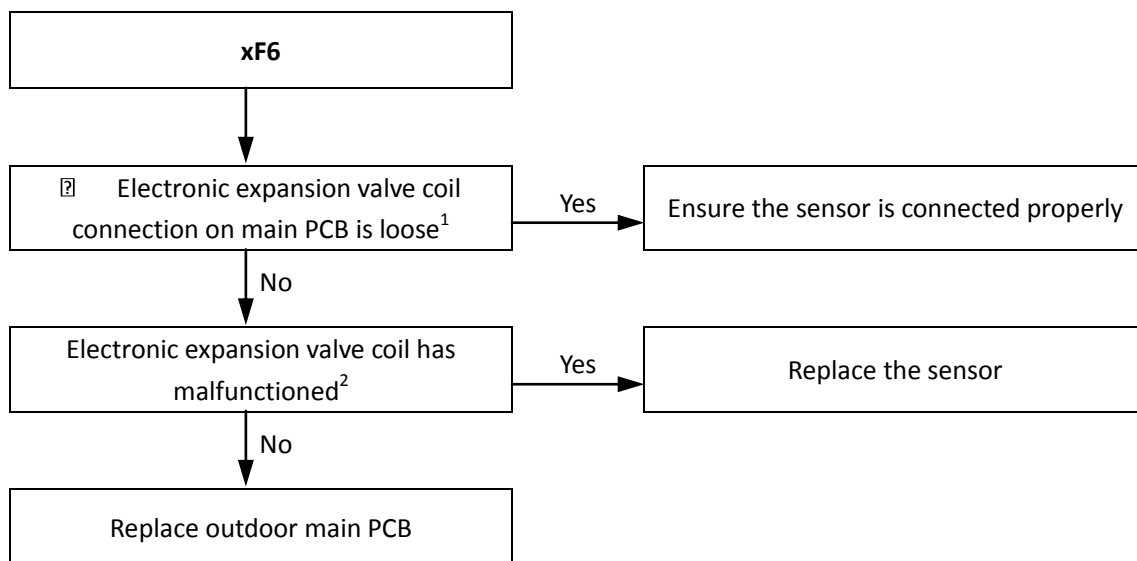 xF6
⍰ Electronic expansion valve coil
connection on main PCB is loose¹
Yes
Ensure the sensor is connected properly
No
Electronic expansion valve coil has
malfunctioned²
Yes
Replace the sensor
No
Replace outdoor main PCB